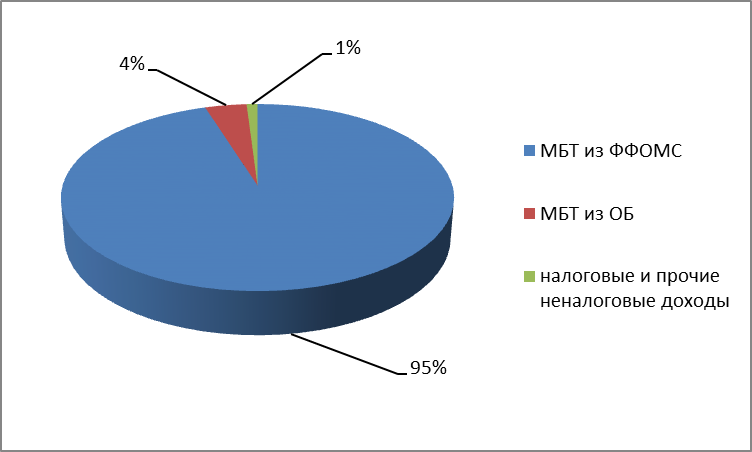 1%
4%
МБТ из ФФОМС
МБТ из ОБ
налоговые и прочие
неналоговые доходы
95%